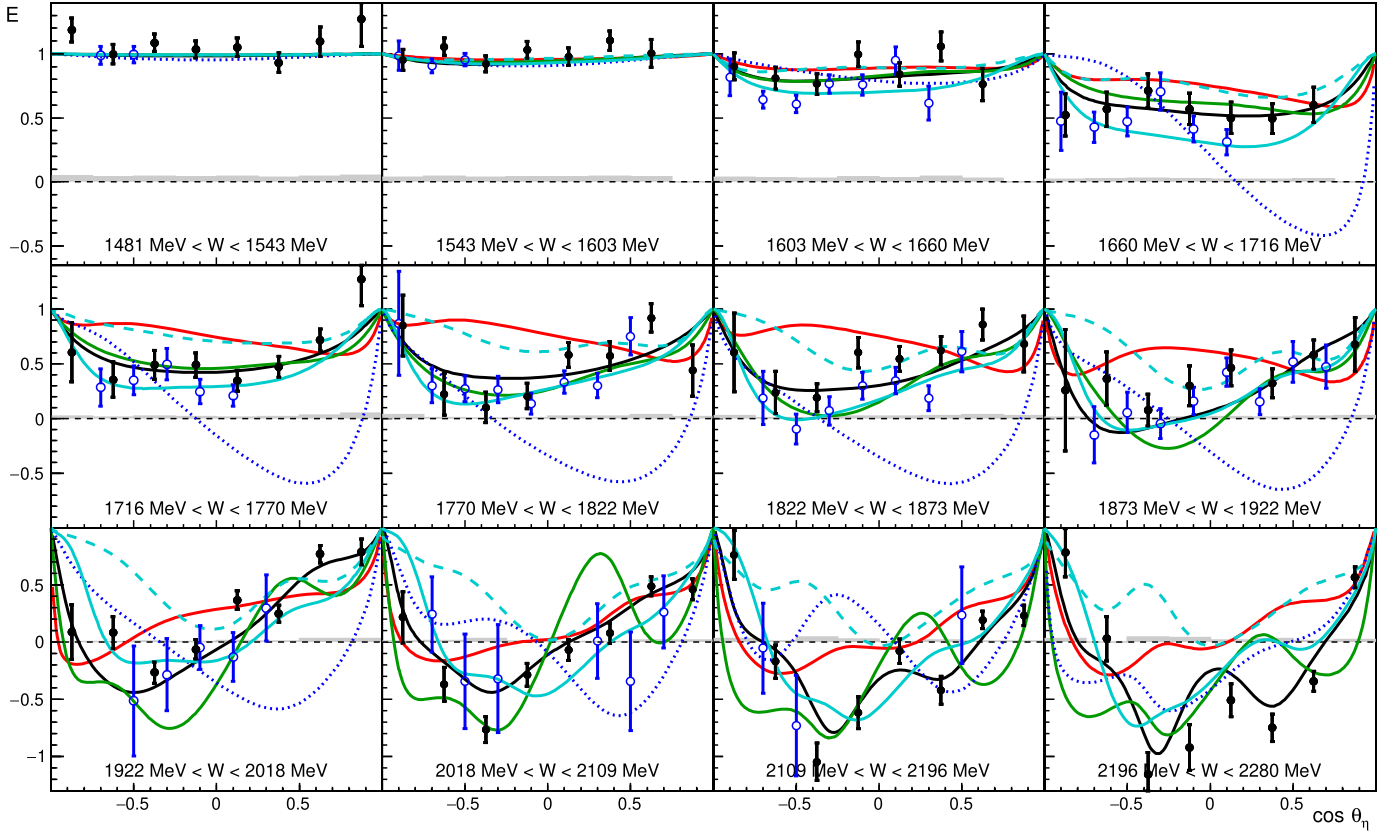 E
1
0.5
0
−0.5
1481 MeV < W < 1543 MeV
1543 MeV < W < 1603 MeV
1603 MeV < W < 1660 MeV
1660 MeV < W < 1716 MeV
1
0.5
0
−0.5
1716 MeV < W < 1770 MeV
1770 MeV < W < 1822 MeV
1822 MeV < W < 1873 MeV
1873 MeV < W < 1922 MeV
0.5
0
−0.5
−1
1922 MeV < W < 2018 MeV
2018 MeV < W < 2109 MeV
2109 MeV < W < 2196 MeV
2196 MeV < W < 2280 MeV
−0.5 0 0.5
−0.5 0 0.5
−0.5 0 0.5
−0.5 0 0.5
cos θη